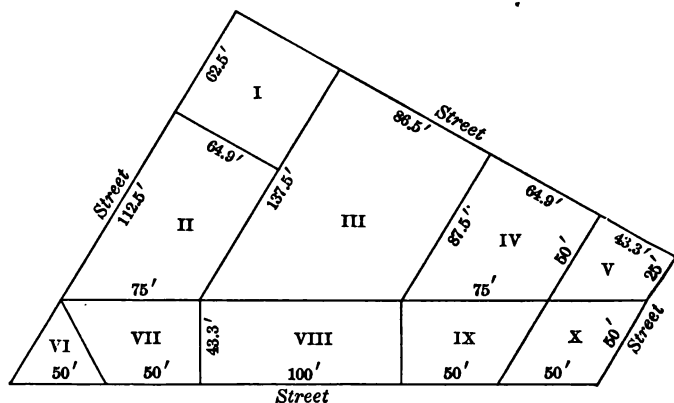 62.5'
I
Street
86.5'
64.9'
Street
112.5'
137.5'
64.9'
II
III
87.5'
IV
50'
43.3'
V
25'
75'
75'
VI
VII
43.3'
VIII
IX
X
50'
Street
50'
50'
100'
50'
50'
Street